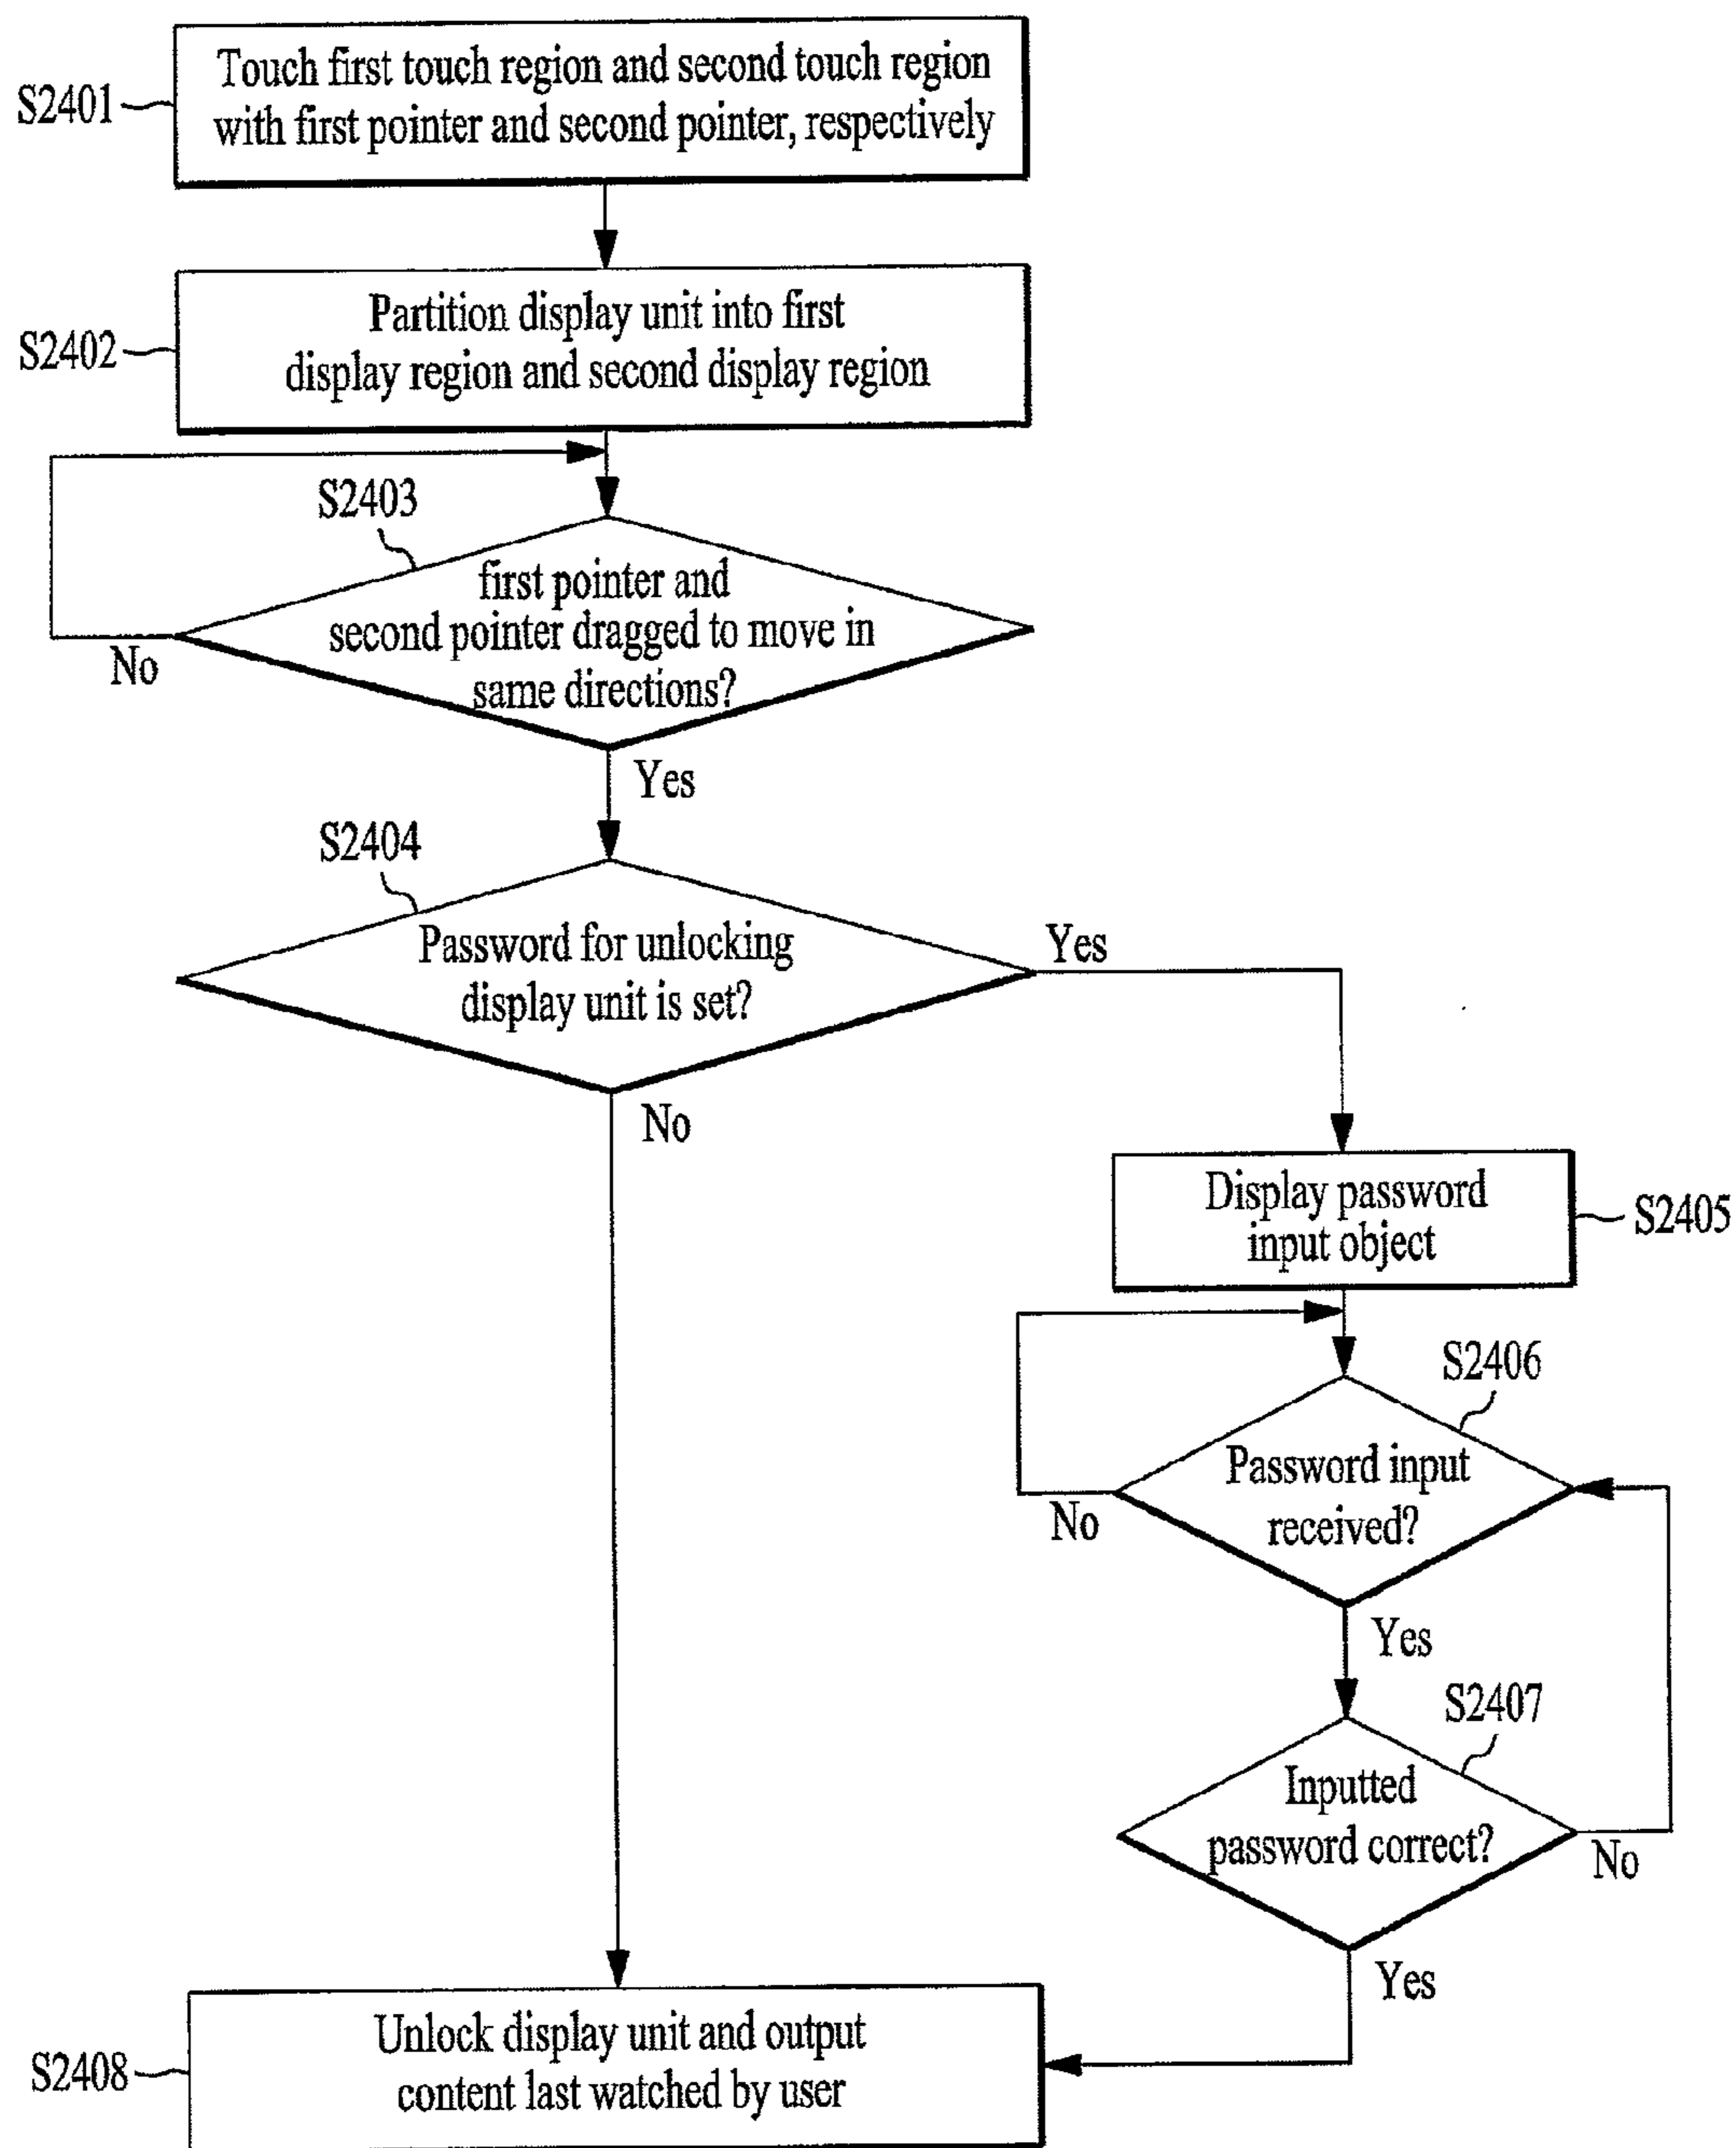 S2401
Touch first touch region and second touch region
with first pointer and second pointer, respectively
S2402
Partition display unit into first
display region and second display region
S2403
first pointer and
second pointer dragged to move in
same directions?
No
Yes
S2404
Password for unlocking
display unit is set?
Yes
No
Display password
input object
S2405
S2406
Password input
received?
No
Yes
S2407
Inputted
password correct?
No
Yes
S2408
Unlock display unit and output
content last watched by user